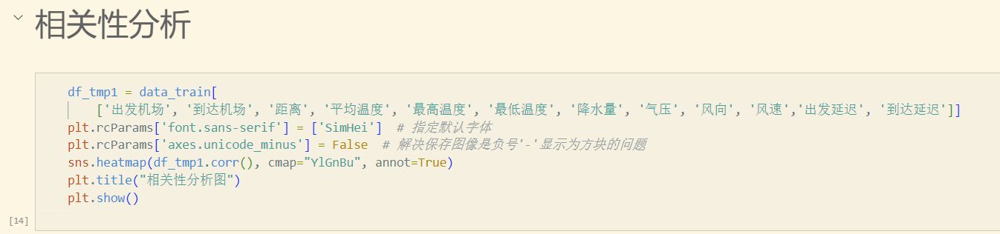 相关性分析
df_tmp1 = data_train[
    ['出发机场', '到达机场', '距离', '平均温度', '最高温度', '最低温度', '降水量', '气压', '风向', '风速','出发延迟', '到达延迟']]
plt.rcParams['font.sans-serif'] = ['SimHei']  # 指定默认字体
plt.rcParams['axes.unicode_minus'] = False  # 解决保存图像是负号'-'显示为方块的问题
sns.heatmap(df_tmp1.corr(), cmap="YlGnBu", annot=True)
plt.title("相关性分析图")
plt.show()
[14]